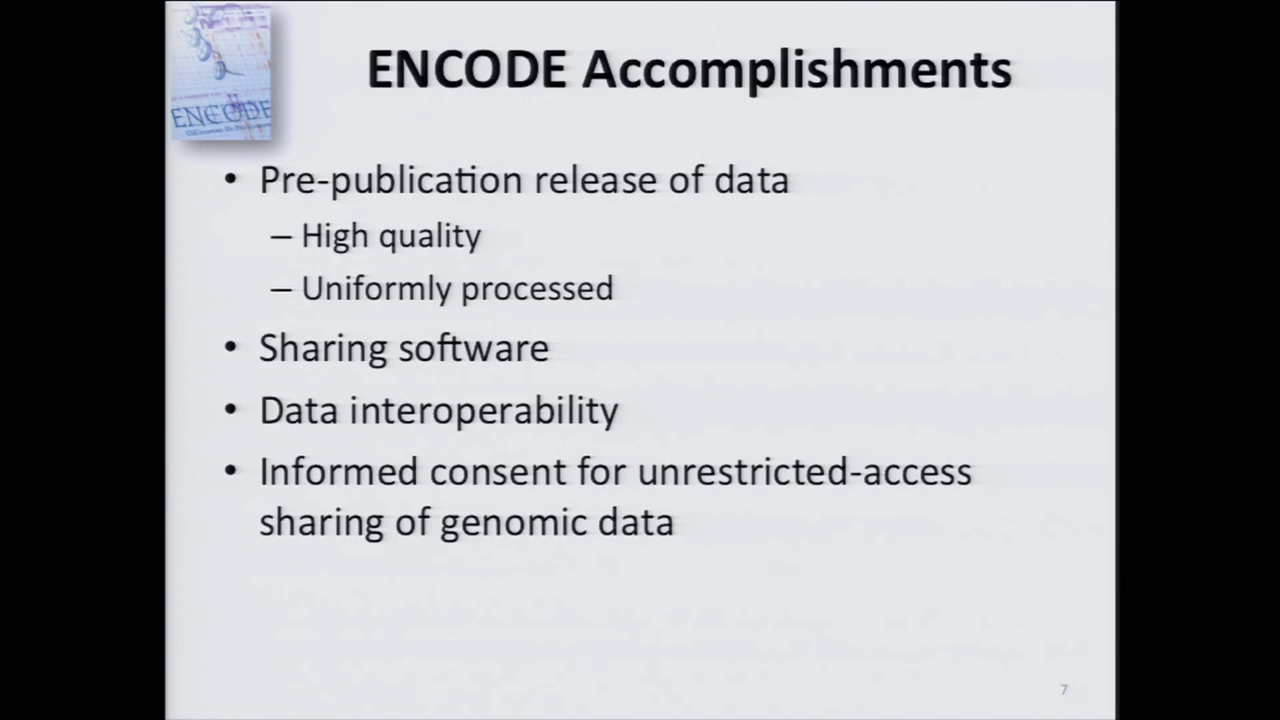 ENCODE Accomplishments
ENCODE
• Pre-publication release of data
– High quality
– Uniformly processed
• Sharing software
• Data interoperability
• Informed consent for unrestricted-access
sharing of genomic data
7